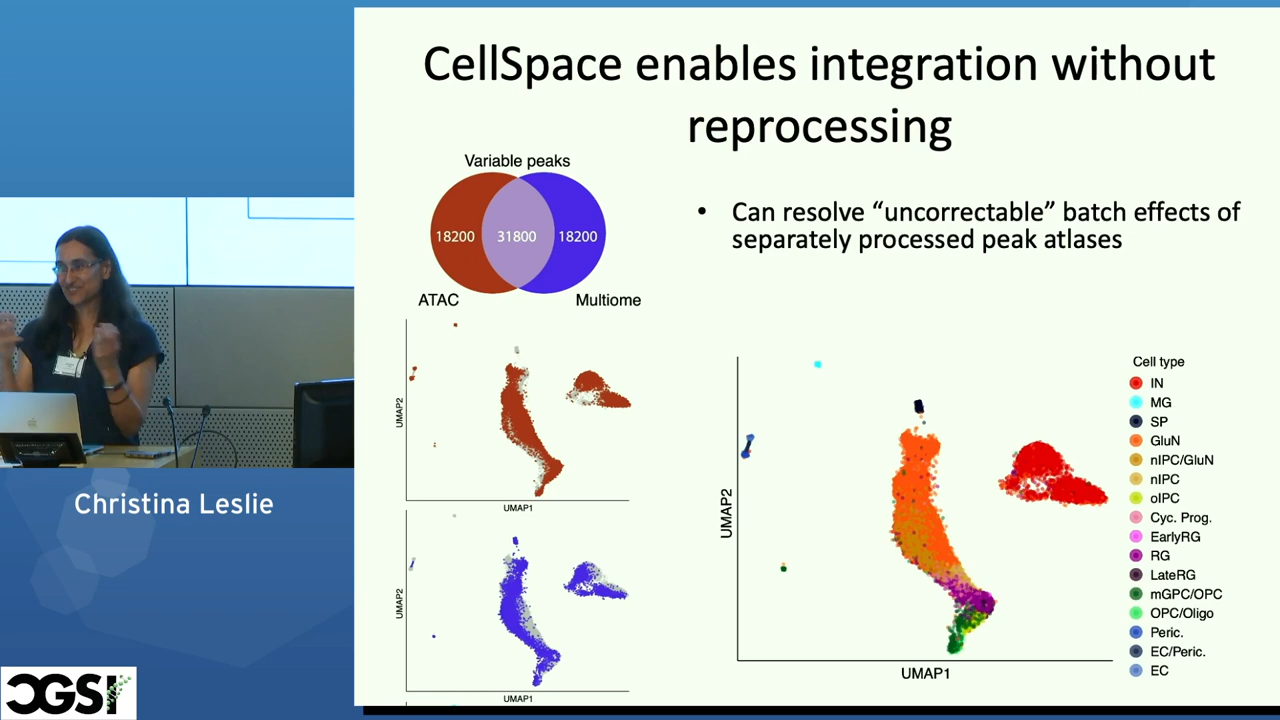 CellSpace enables integration without
reprocessing
Variable peaks
18200
31800
18200
ATAC
Multiome
• Can resolve “uncorrectable” batch effects of
separately processed peak atlases
UMAP2
UMAP1
UMAP2
UMAP1
UMAP2
UMAP1
Cell type
IN
MG
SP
GluN
nIPC/GluN
nIPC
oIPC
Cyc. Prog.
EarlyRG
RG
LateRG
mGPC/OPC
OPC/Oligo
Peric.
EC/Peric.
EC
Christina Leslie
CGSI